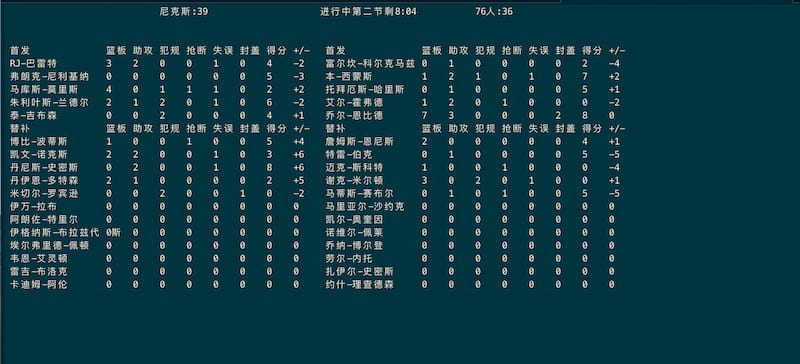 尼克斯:39 进行中第二节剩8:04 76人:36
首发 篮板 助攻 犯规 抢断 失误 封盖 得分 +/- 首发 篮板 助攻 犯规 抢断 失误 封盖 得分 +/-
RJ-巴雷特 3 2 0 0 1 0 4 -2 富尔坎-科尔克马兹 0 1 0 0 0 0 2 -4
弗朗克-尼利基纳 0 0 0 0 0 0 5 -3 本-西蒙斯 1 2 1 0 1 0 7 +2
马库斯-莫里斯 4 0 1 1 1 0 2 +2 托拜厄斯-哈里斯 0 1 0 0 0 0 5 +1
朱利叶斯-兰德尔 2 1 2 0 1 0 6 -2 艾尔-霍弗德 1 2 0 1 0 0 0 -2
泰-吉布森 0 0 2 0 0 0 4 +1 乔尔-恩比德 7 3 0 0 0 2 8 0
替补 篮板 助攻 犯规 抢断 失误 封盖 得分 +/- 替补 篮板 助攻 犯规 抢断 失误 封盖 得分 +/-
博比-波蒂斯 1 0 0 1 0 0 5 +4 詹姆斯-恩尼斯 2 0 0 0 0 0 4 +1
凯文-诺克斯 2 2 0 0 1 0 3 +6 特雷-伯克 0 1 0 0 0 0 5 -5
丹尼斯-史密斯 0 1 0 0 1 0 8 +6 迈克-斯科特 1 0 0 1 0 0 0 -4
丹伊恩-多特森 2 1 0 0 0 0 2 +5 谢克-米尔顿 3 0 2 0 1 0 0 +1
米切尔-罗宾逊 0 0 2 0 0 1 0 -2 马蒂斯-赛布尔 0 1 0 1 0 0 5 -5
伊万-拉布 0 0 0 0 0 0 0 0 马里亚尔-沙约克 0 0 0 0 0 0 0 0
阿朗佐-特里尔 0 0 0 0 0 0 0 0 凯尔-奥奎因 0 0 0 0 0 0 0 0
伊格纳斯-布拉兹代 0斯 0 0 0 0 0 0 0 诺维尔-佩莱 0 0 0 0 0 0 0 0
埃尔弗里德-佩顿 0 0 0 0 0 0 0 0 乔纳-博尔登 0 0 0 0 0 0 0 0
韦恩-艾灵顿 0 0 0 0 0 0 0 0 劳尔-内托 0 0 0 0 0 0 0 0
雷吉-布洛克 0 0 0 0 0 0 0 0 扎伊尔-史密斯 0 0 0 0 0 0 0 0
卡迪姆-阿伦 0 0 0 0 0 0 0 0 约什-理查德森 0 0 0 0 0 0 0 0